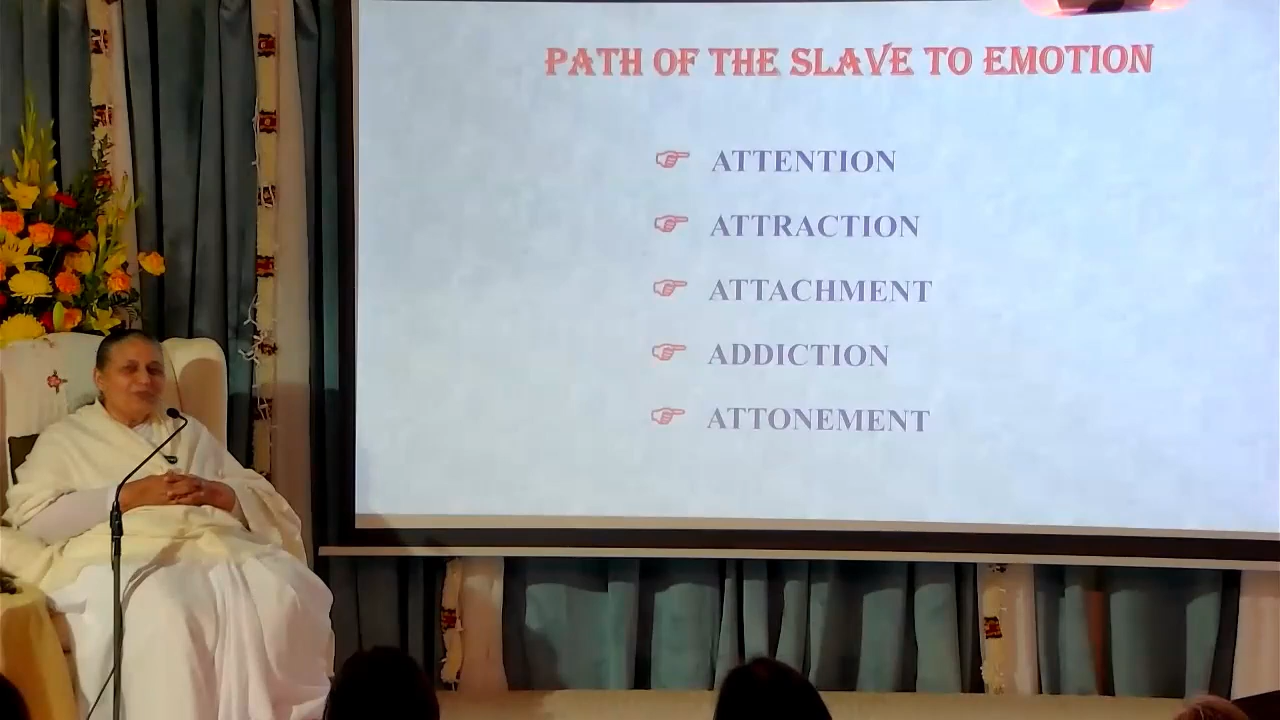 PATH OF THE SLAVE TO EMOTION
ATTENTION
ATTRACTION
ATTACHMENT
ADDICTION
ATTONEMENT